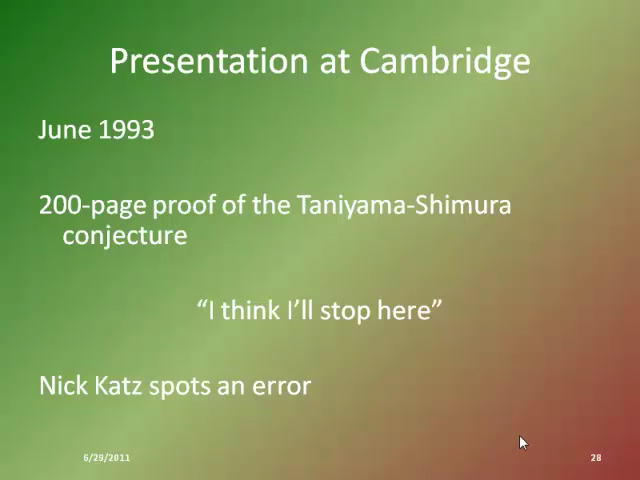 Presentation at Cambridge
June 1993
200-page proof of the Taniyama-Shimura
conjecture
“I think I’ll stop here”
Nick Katz spots an error
6/29/2011
28